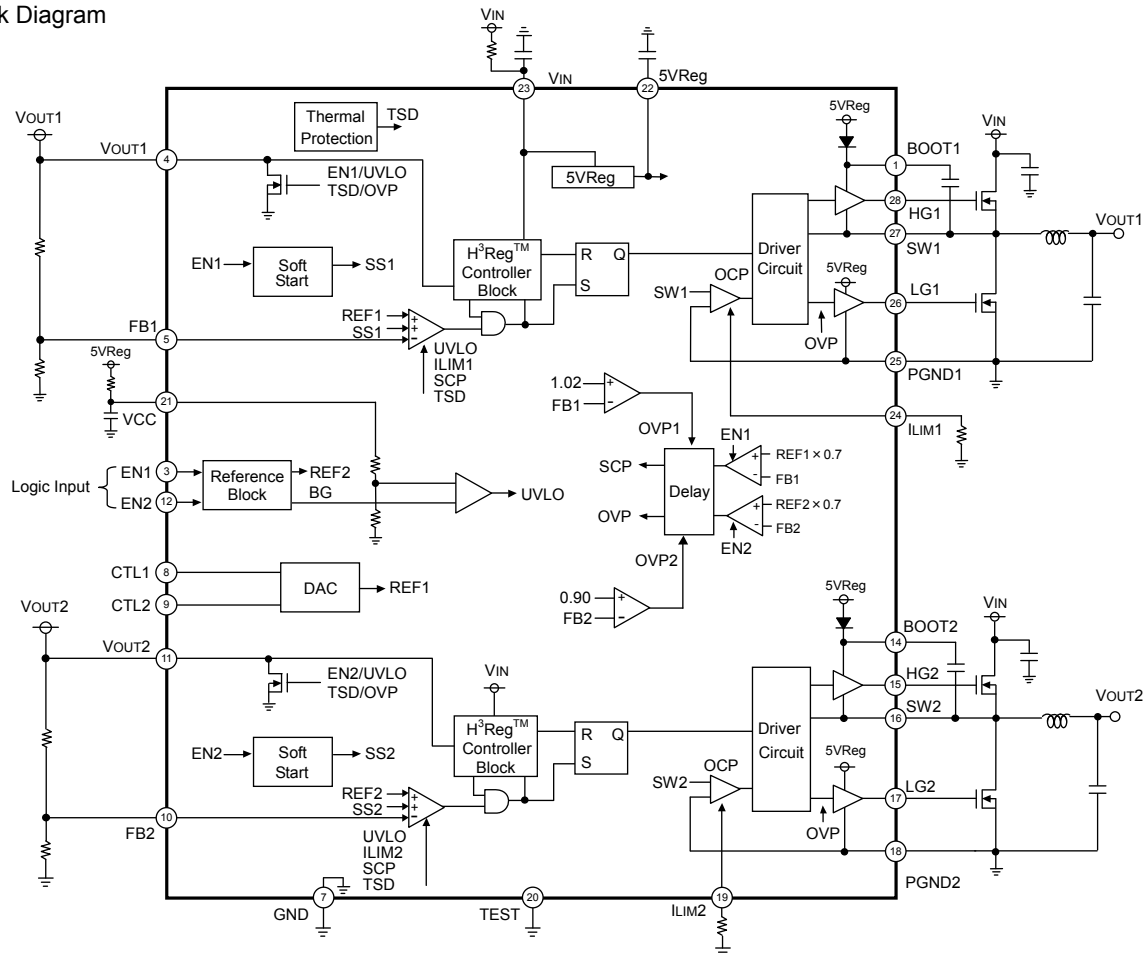 k Diagram
VIN
VIN
5VReg
23
22
VOUT1
VOUT1
4
Thermal
Protection
TSD
EN1/UVLO
TSD/OVP
5VReg
5VReg
BOOT1
1
VIN
28
HG1
27
SW1
VOUT1
EN1
Soft
Start
SS1
H³Reg™
Controller
Block
R
Q
S
Driver
Circuit
OCP
SW1
5VReg
LG1
26
OVP
REF1
SS1
FB1
5
UVLO
ILIM1
SCP
TSD
25
PGND1
5VReg
21
VCC
1.02
FB1
OVP1
24
ILIM1
Logic Input
EN1
3
EN2
12
Reference
Block
REF2
BG
UVLO
SCP
OVP
Delay
EN1
REF1×0.7
FB1
REF2×0.7
FB2
EN2
OVP2
CTL1
8
CTL2
9
DAC
REF1
0.90
FB2
VOUT2
VOUT2
11
EN2/UVLO
TSD/OVP
VIN
5VReg
BOOT2
14
VIN
HG2
15
SW2
16
VOUT2
EN2
Soft
Start
SS2
H³Reg™
Controller
Block
R
Q
S
Driver
Circuit
OCP
SW2
5VReg
LG2
17
OVP
REF2
SS2
FB2
10
UVLO
ILIM2
SCP
TSD
18
PGND2
7
GND
TEST
20
ILIM2
19